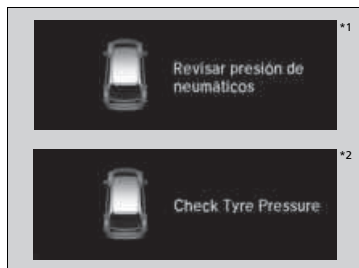 *1
Revisar presión de
neumáticos
*2
Check Tyre Pressure